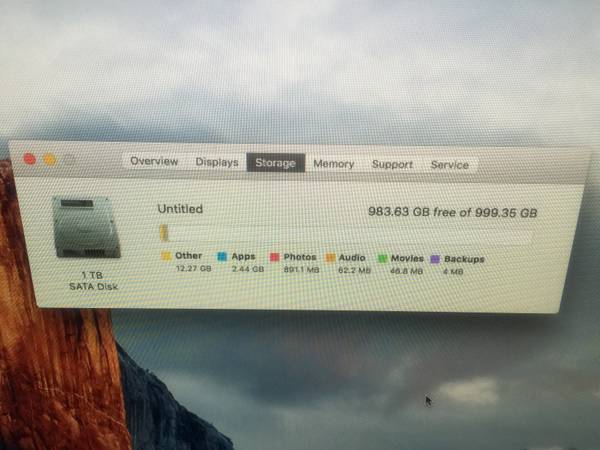 Overview Displays Storage Memory Support Service
Untitled 983.63 GB free of 999.35 GB
Other Apps Photos Audio Movies Backups
12.27 GB 2.44 GB 891.1 MB 62.2 MB 46.8 MB 4 MB
1 TB
SATA Disk